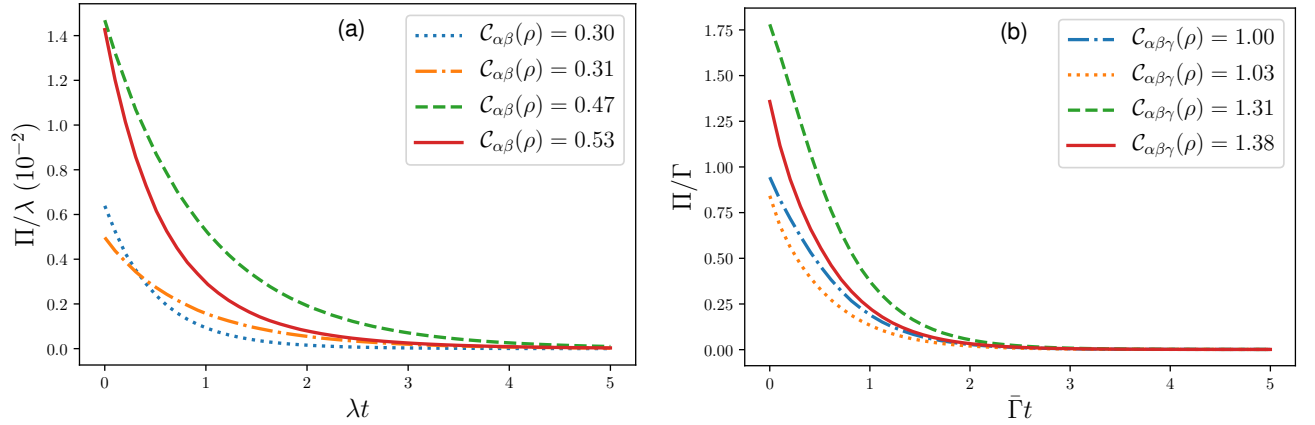 (a)
𝒞αβ(ρ) = 0.30
𝒞αβ(ρ) = 0.31
𝒞αβ(ρ) = 0.47
𝒞αβ(ρ) = 0.53
Π/λ (10⁻²)
1.4
1.2
1.0
0.8
0.6
0.4
0.2
0.0
0 1 2 3 4 5
λt
(b)
𝒞αβγ(ρ) = 1.00
𝒞αβγ(ρ) = 1.03
𝒞αβγ(ρ) = 1.31
𝒞αβγ(ρ) = 1.38
Π/Γ
1.75
1.50
1.25
1.00
0.75
0.50
0.25
0.00
0 1 2 3 4 5
Γ̄t